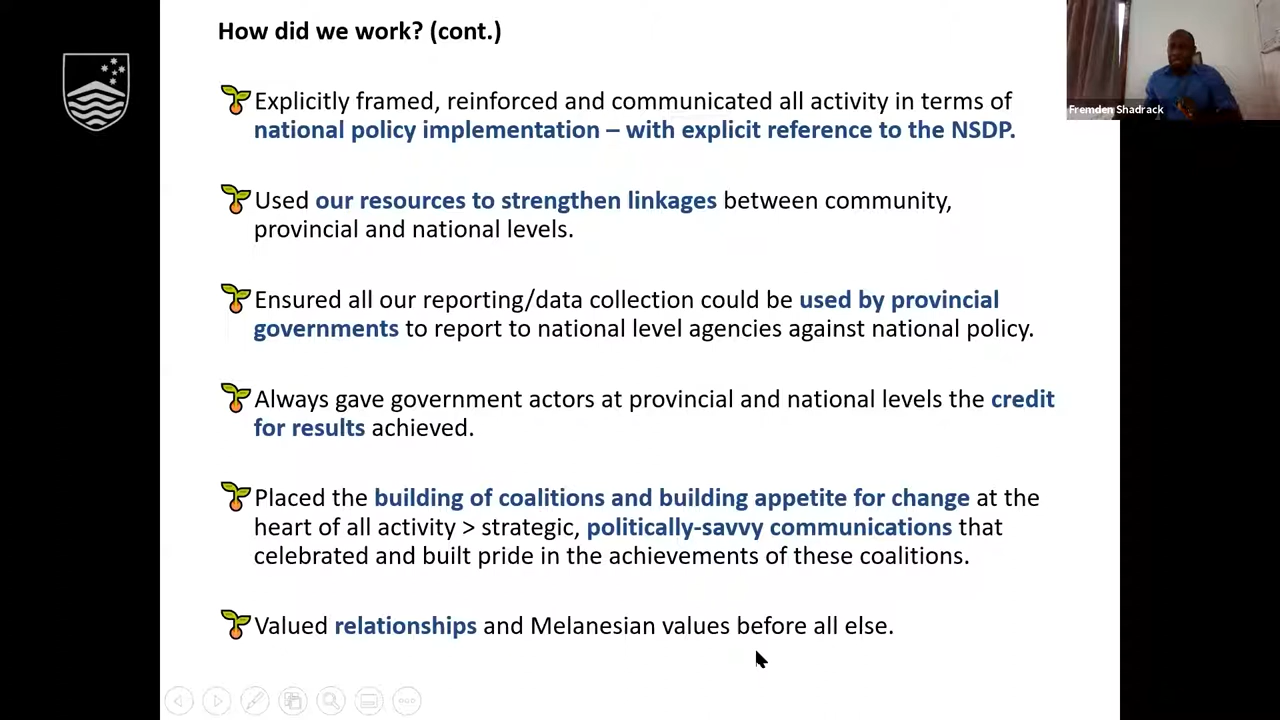 How did we work? (cont.)
Explicitly framed, reinforced and communicated all activity in terms of
national policy implementation – with explicit reference to the NSDP.
Used our resources to strengthen linkages between community,
provincial and national levels.
Ensured all our reporting/data collection could be used by provincial
governments to report to national level agencies against national policy.
Always gave government actors at provincial and national levels the credit
for results achieved.
Placed the building of coalitions and building appetite for change at the
heart of all activity > strategic, politically-savvy communications that
celebrated and built pride in the achievements of these coalitions.
Valued relationships and Melanesian values before all else.
Fremden Shadrack